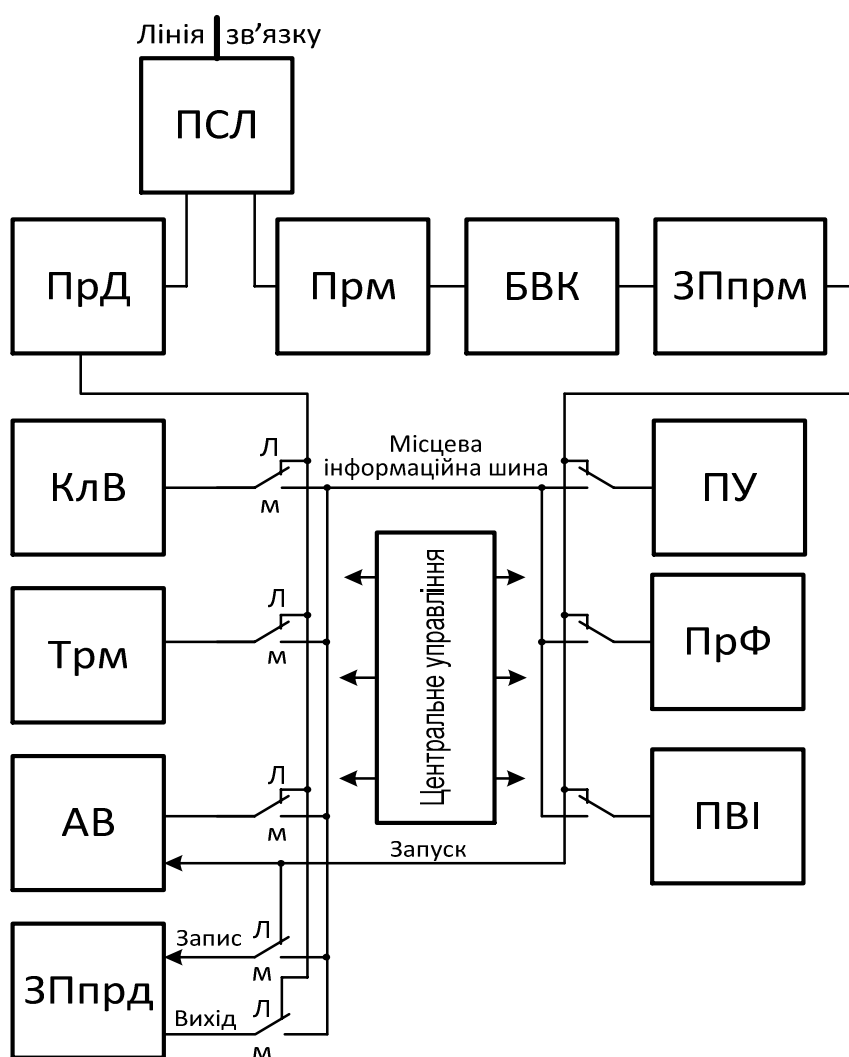 Лінія зв’язку
ПСЛ
ПрД
Прм
БВК
ЗПпрм
КлВ
Л
м
Місцева
інформаційна шина
ПУ
Трм
Л
м
Центральне управління
ПрФ
АВ
Л
м
ПВІ
Запуск
ЗПпрд
Запис
Л
м
Вихід
Л
м